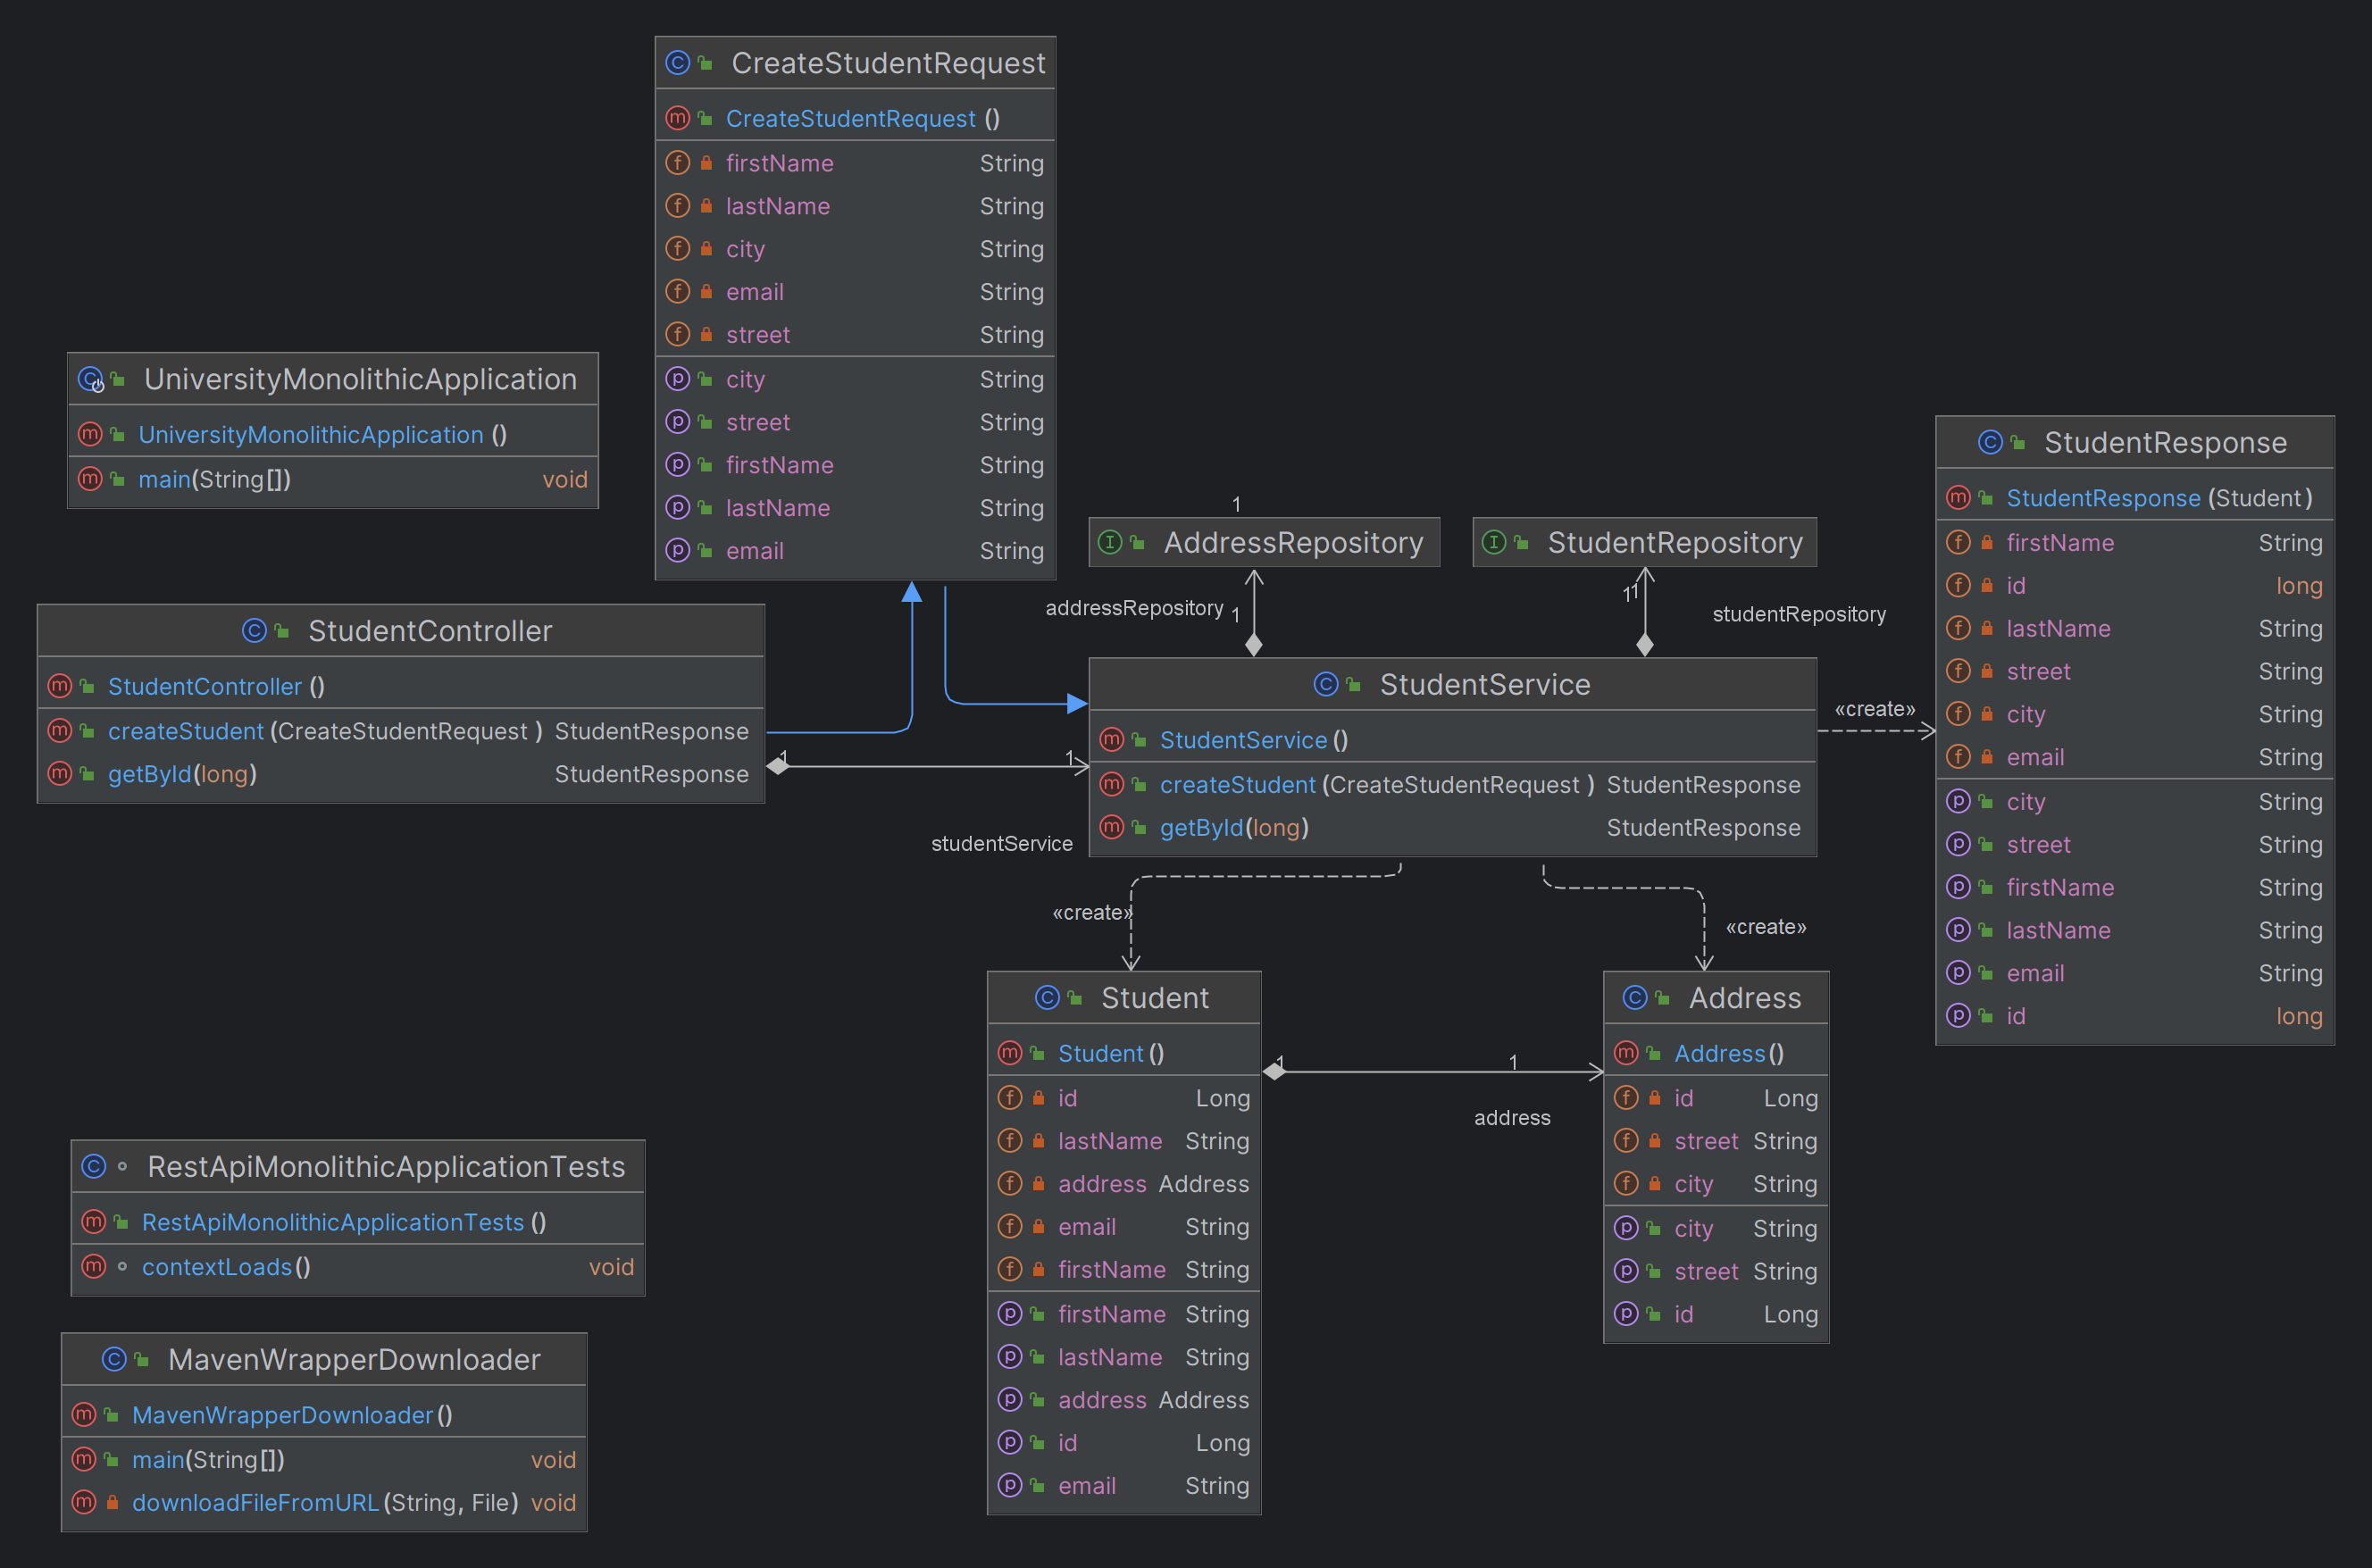 CreateStudentRequest
CreateStudentRequest ()
firstName String
lastName String
city String
email String
street String
city String
street String
firstName String
lastName String
email String
UniversityMonolithicApplication
UniversityMonolithicApplication ()
main(String[]) void
StudentController
StudentController ()
createStudent (CreateStudentRequest ) StudentResponse
getById(long) StudentResponse
1
AddressRepository
StudentRepository
addressRepository 1
1 1
studentRepository
StudentService
StudentService ()
createStudent (CreateStudentRequest ) StudentResponse
getById(long) StudentResponse
1 1
studentService
«create»
StudentResponse
StudentResponse (Student )
firstName String
id long
lastName String
street String
city String
email String
city String
street String
firstName String
lastName String
email String
id long
«create»
«create»
Student
Student ()
id Long
lastName String
address Address
email String
firstName String
firstName String
lastName String
address Address
id Long
email String
1 1
address
Address
Address ()
id Long
street String
city String
city String
street String
id Long
RestApiMonolithicApplicationTests
RestApiMonolithicApplicationTests ()
contextLoads () void
MavenWrapperDownloader
MavenWrapperDownloader ()
main(String[]) void
downloadFileFromURL (String, File) void